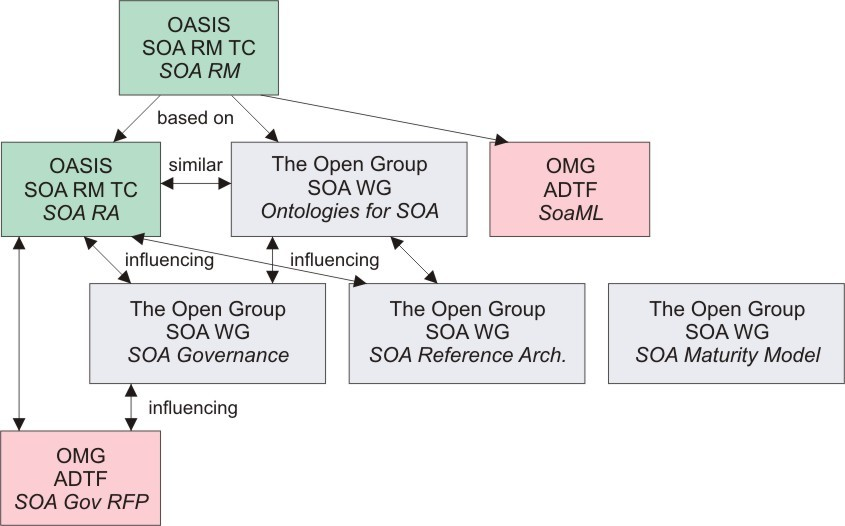 OASIS
SOA RM TC
SOA RM
based on
OASIS
SOA RM TC
SOA RA
similar
The Open Group
SOA WG
Ontologies for SOA
OMG
ADTF
SoaML
influencing
influencing
The Open Group
SOA WG
SOA Governance
The Open Group
SOA WG
SOA Reference Arch.
The Open Group
SOA WG
SOA Maturity Model
influencing
OMG
ADTF
SOA Gov RFP